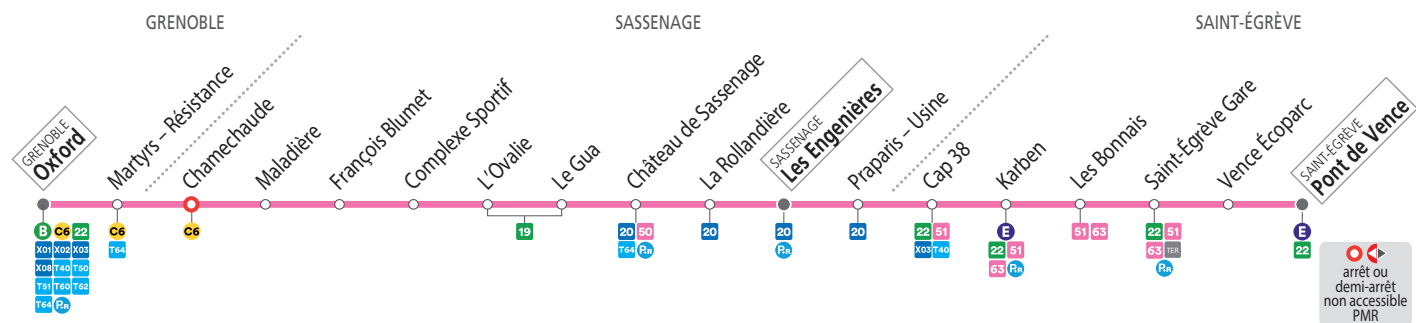 GRENOBLE
SASSENAGE
SAINT-ÉGRÈVE
GRENOBLE
Oxford
Martyrs – Résistance
Chamechaude
Maladière
François Blumet
Complexe Sportif
L'Ovalie
Le Gua
Château de Sassenage
La Rollandière
SASSENAGE
Les Engenières
Praparis – Usine
Cap 38
Karben
Les Bonnais
Saint-Égrève Gare
Vence Écoparc
SAINT-ÉGRÈVE
Pont de Vence
B C6 22
X01 X02 X03
X08 T40 T50
T51 T60 T62
T64 P+R
C6
T64
C6
19
20 50
T64 P+R
20
20
P+R
20
22 51
X03 T40
E
22 51
63 P+R
51 63
22 51
63 TER
P+R
E
22
arrêt ou
demi-arrêt
non accessible
PMR